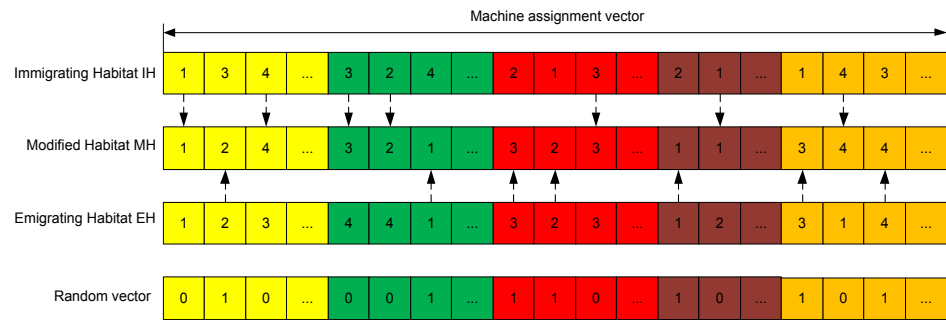 Machine assignment vector
Immigrating Habitat IH 1 3 4 ... 3 2 4 ... 2 1 3 ... 2 1 ... 1 4 3 ...
Modified Habitat MH 1 2 4 ... 3 2 1 ... 3 2 3 ... 1 1 ... 3 4 4 ...
Emigrating Habitat EH 1 2 3 ... 4 4 1 ... 3 2 3 ... 1 2 ... 3 1 4 ...
Random vector 0 1 0 ... 0 0 1 ... 1 1 0 ... 1 0 ... 1 0 1 ...